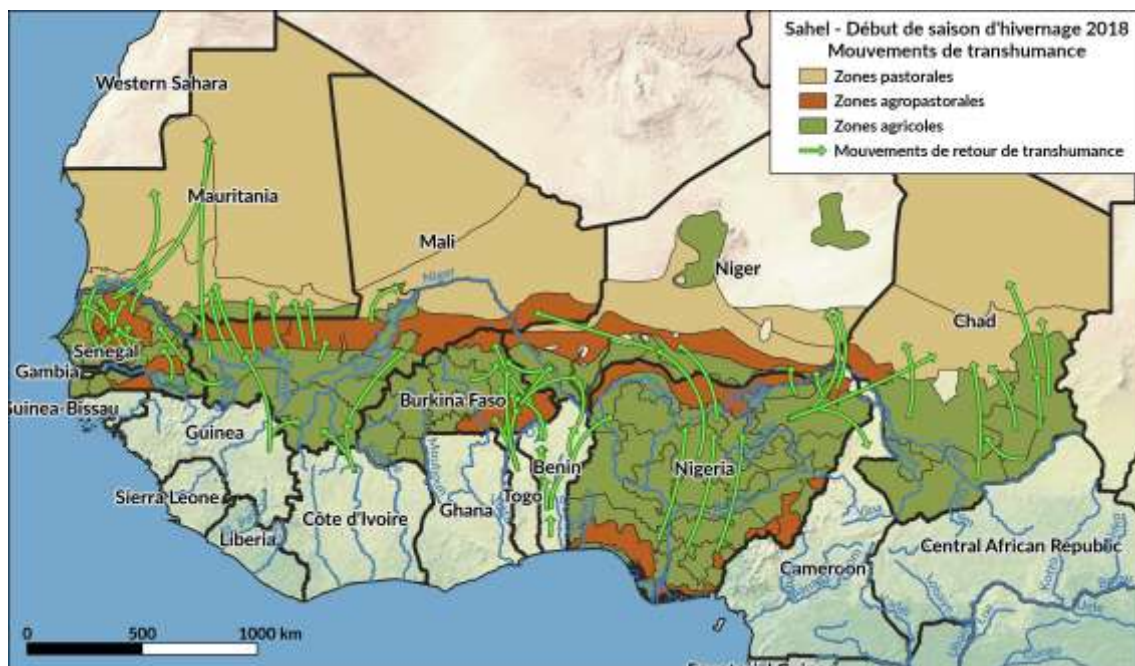 Sahel - Début de saison d'hivernage 2018
Mouvements de transhumance
Zones pastorales
Zones agropastorales
Zones agricoles
Mouvements de retour de transhumance
Western Sahara
Mauritania
Mali
Niger
Niger
Chad
Senegal
Gambia
Guinea-Bissau
Burkina Faso
Guinea
Benin
Nigeria
Sierra Leone
Togo
Côte d'Ivoire
Ghana
Liberia
Cameroon
Central African Republic
0 500 1000 km